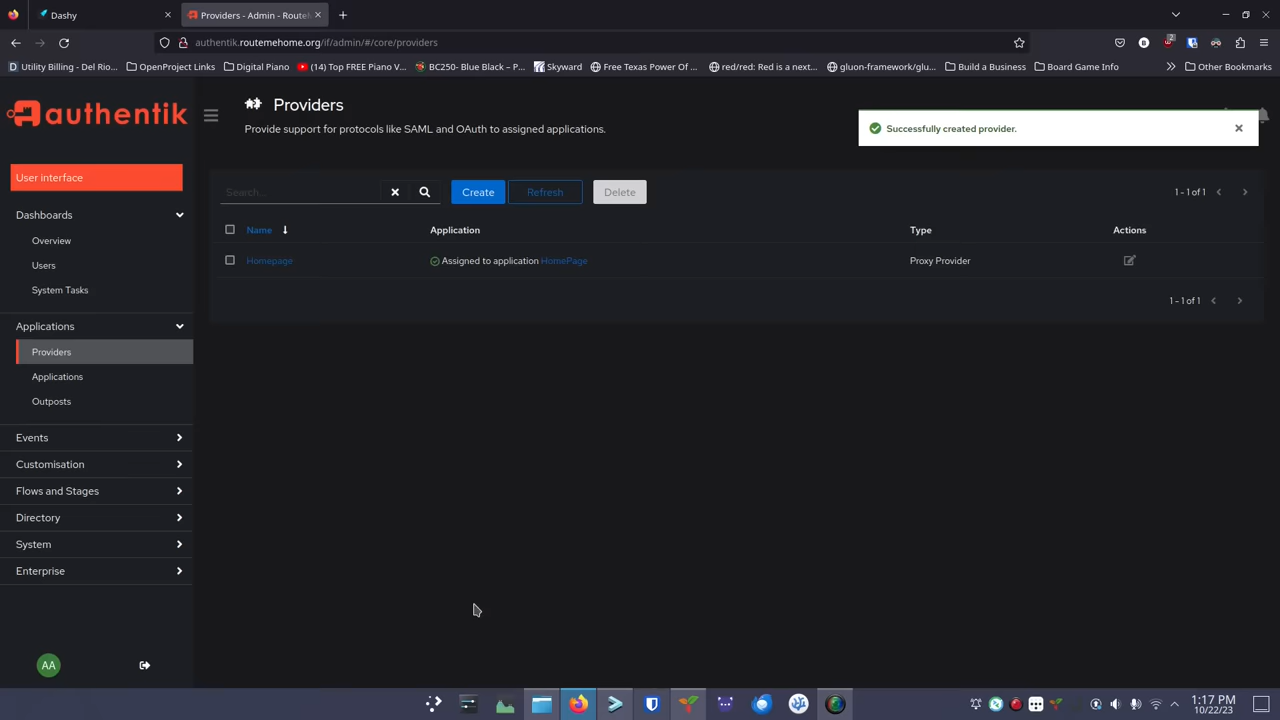 Dashy
Providers - Admin - RouteM
authentik.routemehome.org/if/admin/#/core/providers
2
Utility Billing - Del Rio...
OpenProject Links
Digital Piano
(14) Top FREE Piano V...
BC250- Blue Black – P...
Skyward
Free Texas Power Of ...
red/red: Red is a next...
gluon-framework/glu...
Build a Business
Board Game Info
Other Bookmarks
authentik
Providers
Provide support for protocols like SAML and OAuth to assigned applications.
Successfully created provider.
User interface
Dashboards
Overview
Users
System Tasks
Applications
Providers
Applications
Outposts
Events
Customisation
Flows and Stages
Directory
System
Enterprise
AA
Search...
Create
Refresh
Delete
1 - 1 of 1
Name
Application
Type
Actions
Homepage
Assigned to application HomePage
Proxy Provider
1 - 1 of 1
1:17 PM
10/22/23